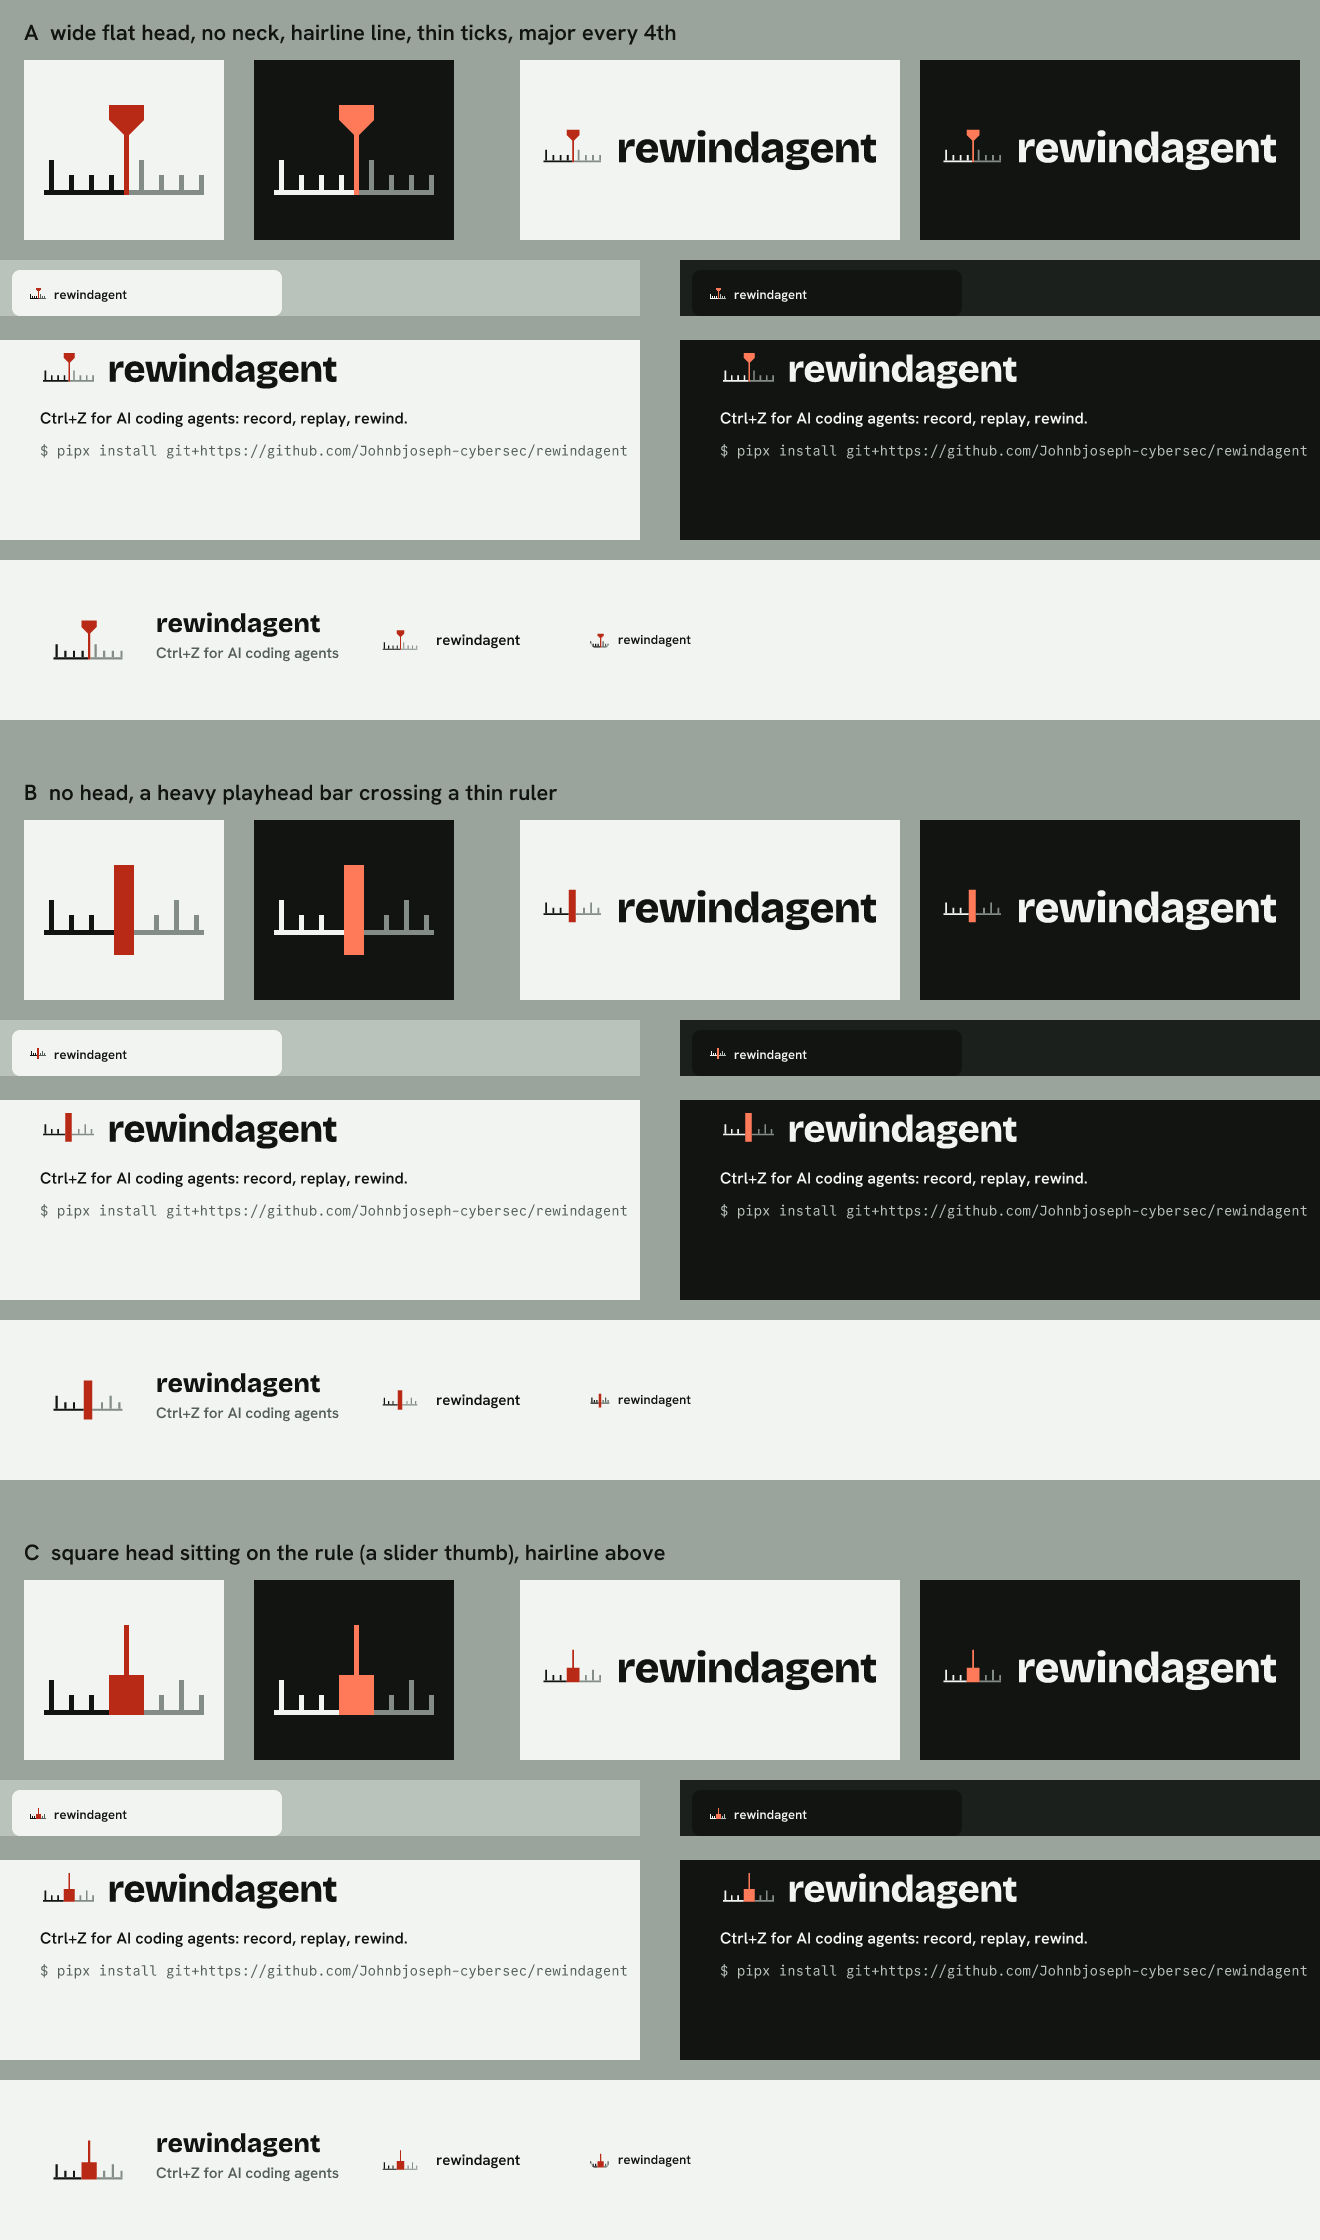 A wide flat head, no neck, hairline line, thin ticks, major every 4th
rewindagent
rewindagent
rewindagent
rewindagent
rewindagent
rewindagent
Ctrl+Z for AI coding agents: record, replay, rewind.
Ctrl+Z for AI coding agents: record, replay, rewind.
$ pipx install git+https://github.com/Johnbjoseph-cybersec/rewindagent
$ pipx install git+https://github.com/Johnbjoseph-cybersec/rewindagent
rewindagent
Ctrl+Z for AI coding agents
rewindagent
rewindagent
B no head, a heavy playhead bar crossing a thin ruler
rewindagent
rewindagent
rewindagent
rewindagent
rewindagent
rewindagent
Ctrl+Z for AI coding agents: record, replay, rewind.
Ctrl+Z for AI coding agents: record, replay, rewind.
$ pipx install git+https://github.com/Johnbjoseph-cybersec/rewindagent
$ pipx install git+https://github.com/Johnbjoseph-cybersec/rewindagent
rewindagent
Ctrl+Z for AI coding agents
rewindagent
rewindagent
C square head sitting on the rule (a slider thumb), hairline above
rewindagent
rewindagent
rewindagent
rewindagent
rewindagent
rewindagent
Ctrl+Z for AI coding agents: record, replay, rewind.
Ctrl+Z for AI coding agents: record, replay, rewind.
$ pipx install git+https://github.com/Johnbjoseph-cybersec/rewindagent
$ pipx install git+https://github.com/Johnbjoseph-cybersec/rewindagent
rewindagent
Ctrl+Z for AI coding agents
rewindagent
rewindagent